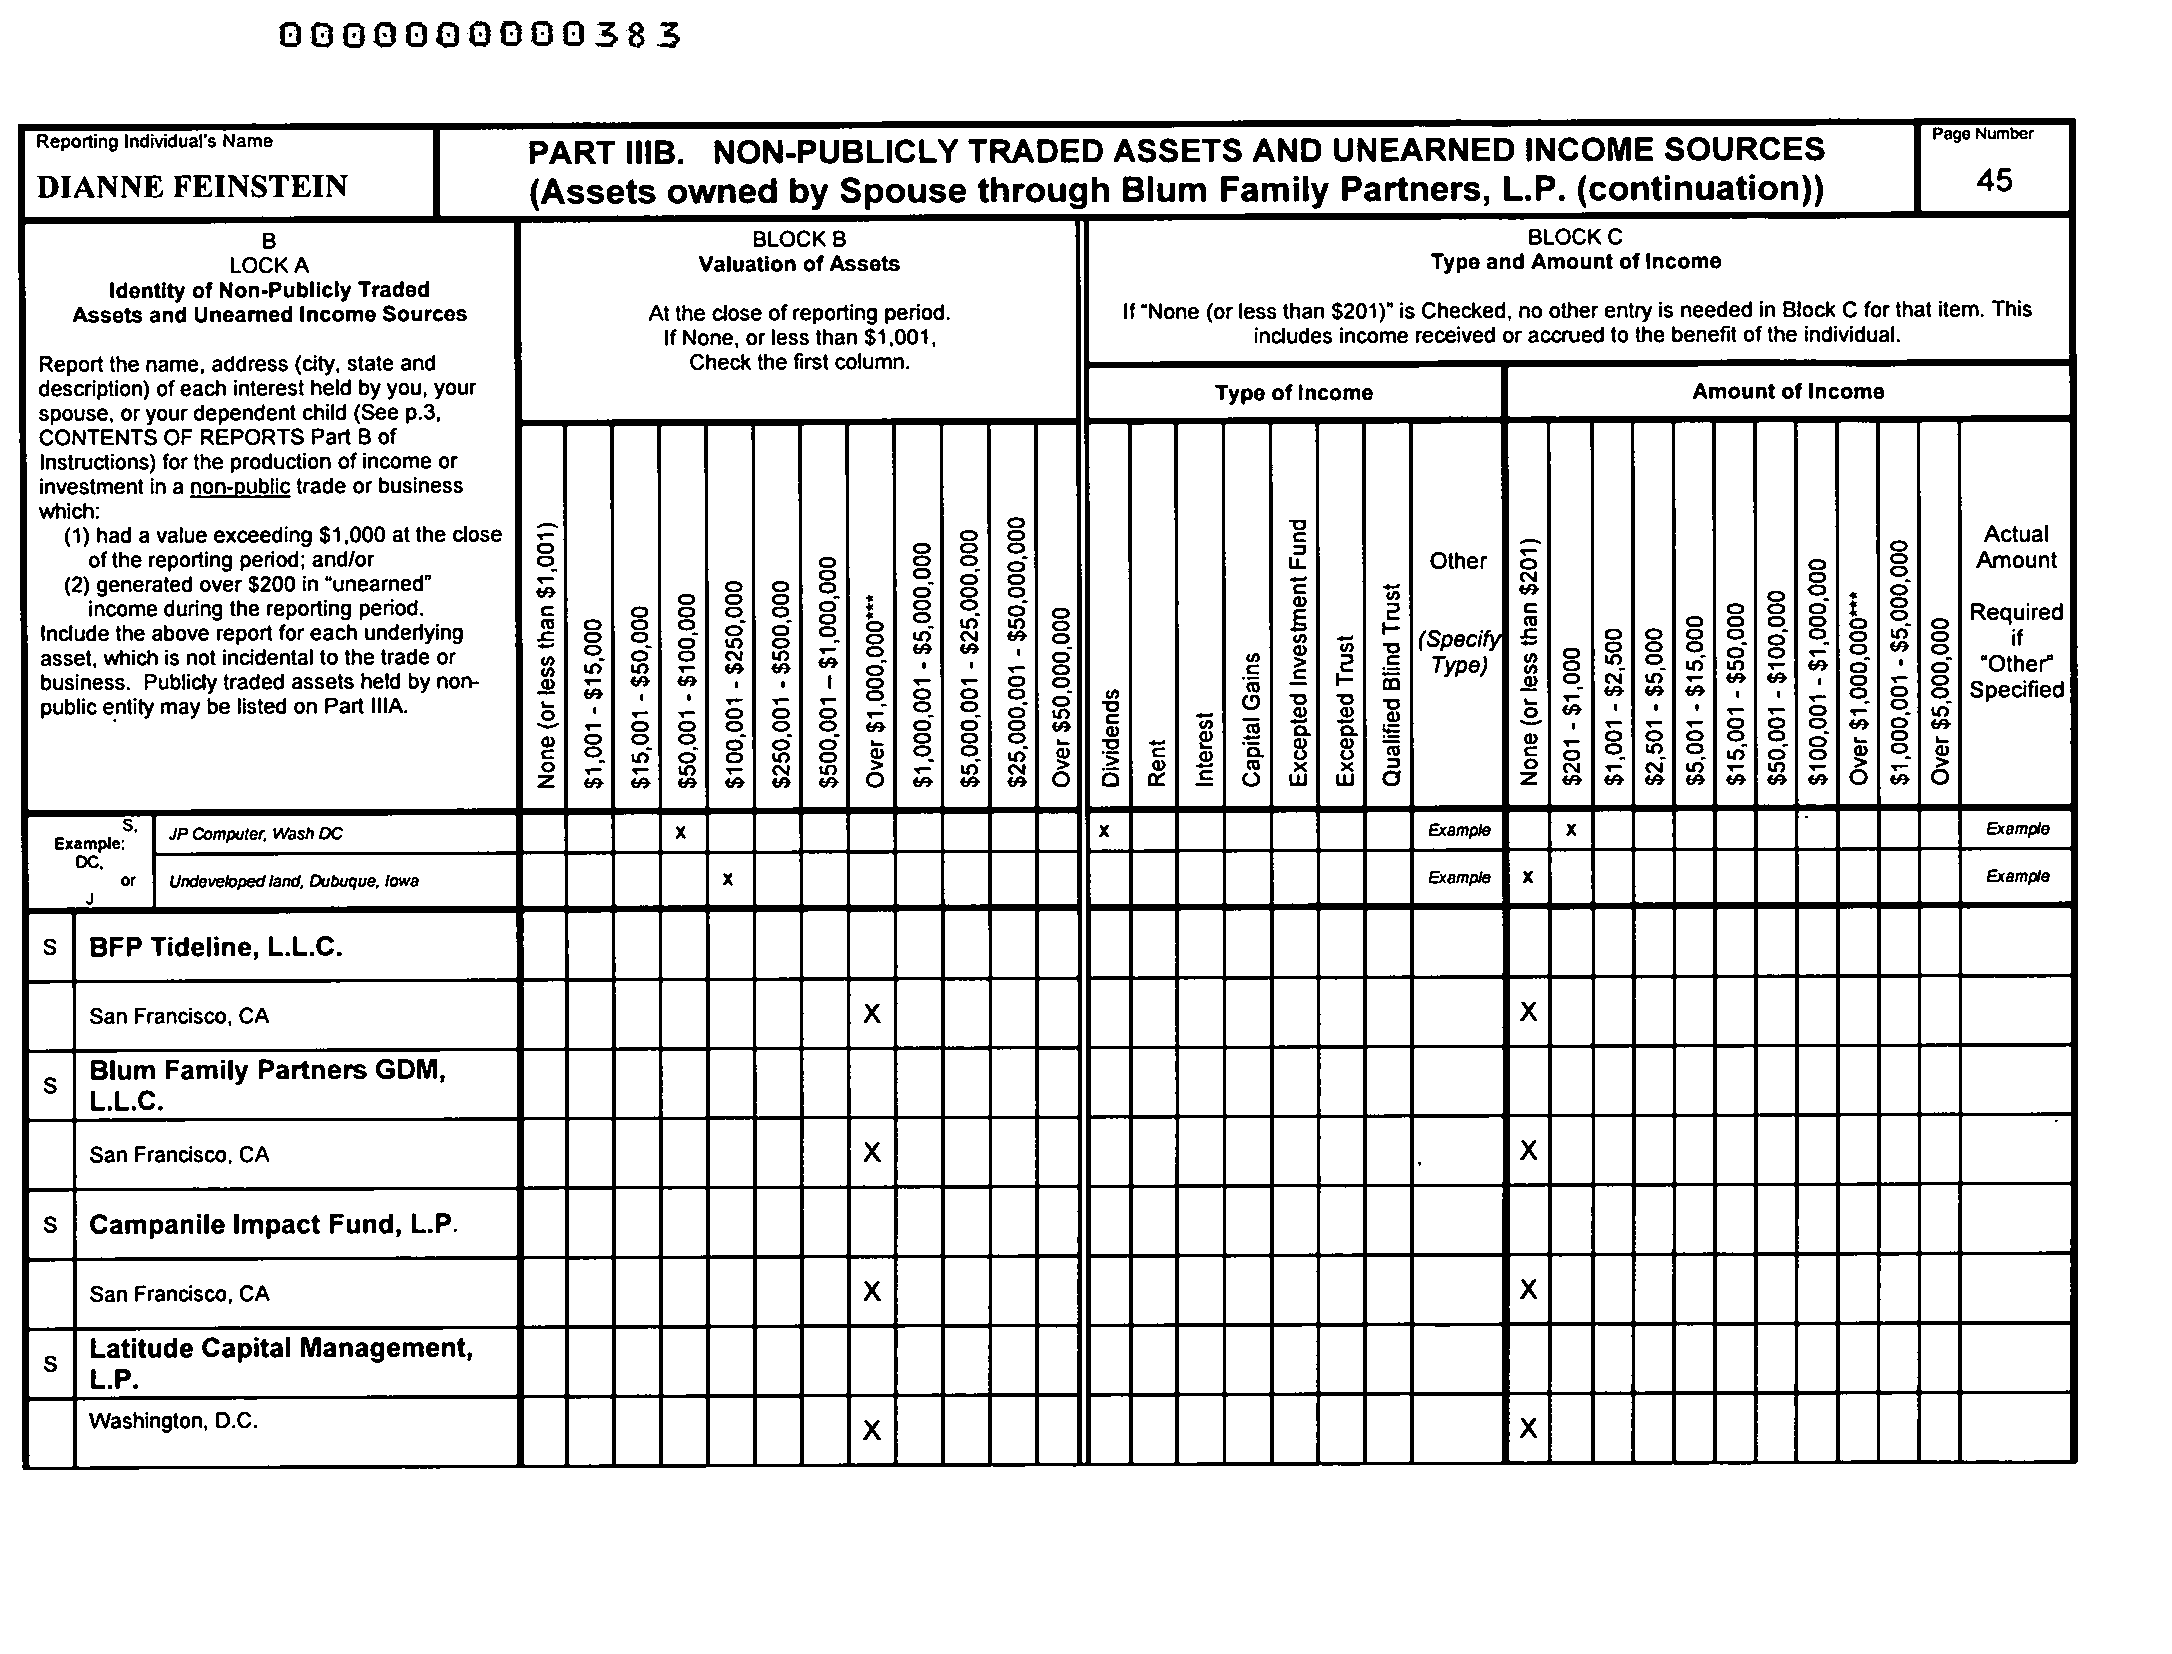 000000000383
Reporting Individual's Name
DIANNE FEINSTEIN
PART IIIB. NON-PUBLICLY TRADED ASSETS AND UNEARNED INCOME SOURCES
(Assets owned by Spouse through Blum Family Partners, L.P. (continuation))
Page Number
45
B
LOCK A
Identity of Non-Publicly Traded
Assets and Unearned Income Sources
Report the name, address (city, state and
description) of each interest held by you, your
spouse, or your dependent child (See p.3,
CONTENTS OF REPORTS Part B of
Instructions) for the production of income or
investment in a non-public trade or business
which:
(1) had a value exceeding $1,000 at the close
of the reporting period; and/or
(2) generated over $200 in "unearned"
income during the reporting period.
Include the above report for each underlying
asset, which is not incidental to the trade or
business. Publicly traded assets held by non-
public entity may be listed on Part IIIA.
BLOCK B
Valuation of Assets
At the close of reporting period.
If None, or less than $1,001,
Check the first column.
None (or less than $1,001)
$1,001 - $15,000
$15,001 - $50,000
$50,001 - $100,000
$100,001 - $250,000
$250,001 - $500,000
$500,001 – $1,000,000
Over $1,000,000***
$1,000,001 - $5,000,000
$5,000,001 - $25,000,000
$25,000,001 - $50,000,000
Over $50,000,000
BLOCK C
Type and Amount of Income
If "None (or less than $201)" is Checked, no other entry is needed in Block C for that item. This
includes income received or accrued to the benefit of the individual.
Type of Income
Dividends
Rent
Interest
Capital Gains
Excepted Investment Fund
Excepted Trust
Qualified Blind Trust
Other
(Specify
Type)
Amount of Income
None (or less than $201)
$201 - $1,000
$1,001 - $2,500
$2,501 - $5,000
$5,001 - $15,000
$15,001 - $50,000
$50,001 - $100,000
$100,001 - $1,000,000
Over $1,000,000***
$1,000,001 - $5,000,000
Over $5,000,000
Actual
Amount
Required
if
"Other"
Specified
S,
Example:
DC,
or
J
JP Computer, Wash DC X X Example X Example
Undeveloped land, Dubuque, Iowa X Example X Example
S BFP Tideline, L.L.C.
San Francisco, CA X X
S Blum Family Partners GDM,
L.L.C.
San Francisco, CA X X
S Campanile Impact Fund, L.P.
San Francisco, CA X X
S Latitude Capital Management,
L.P.
Washington, D.C. X X